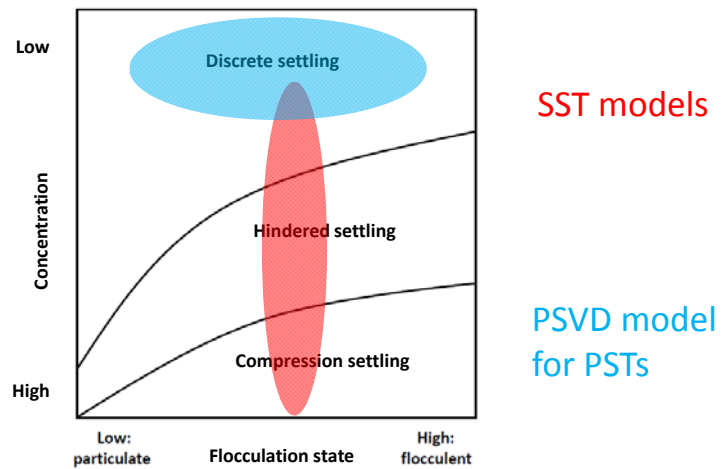 Low
Discrete settling
SST models
Concentration
Hindered settling
PSVD model
for PSTs
Compression settling
High
Low:
particulate
Flocculation state
High:
flocculent